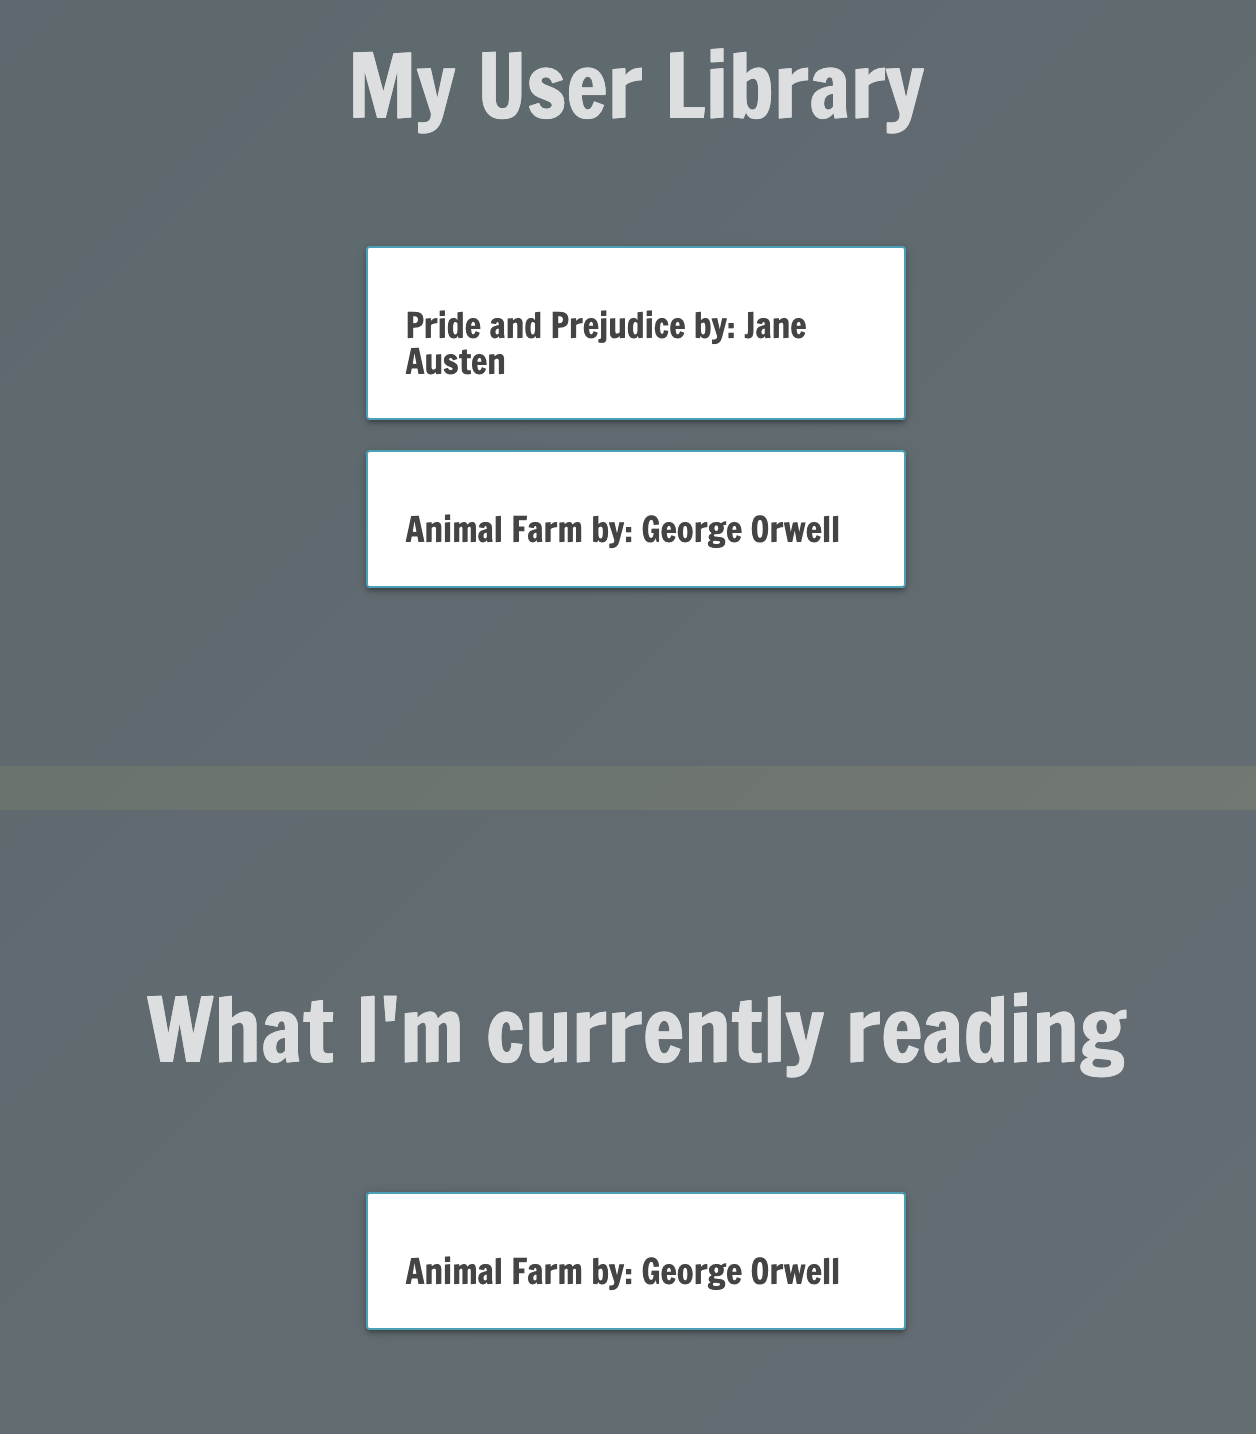 My User Library
Pride and Prejudice by: Jane
Austen
Animal Farm by: George Orwell
What I'm currently reading
Animal Farm by: George Orwell